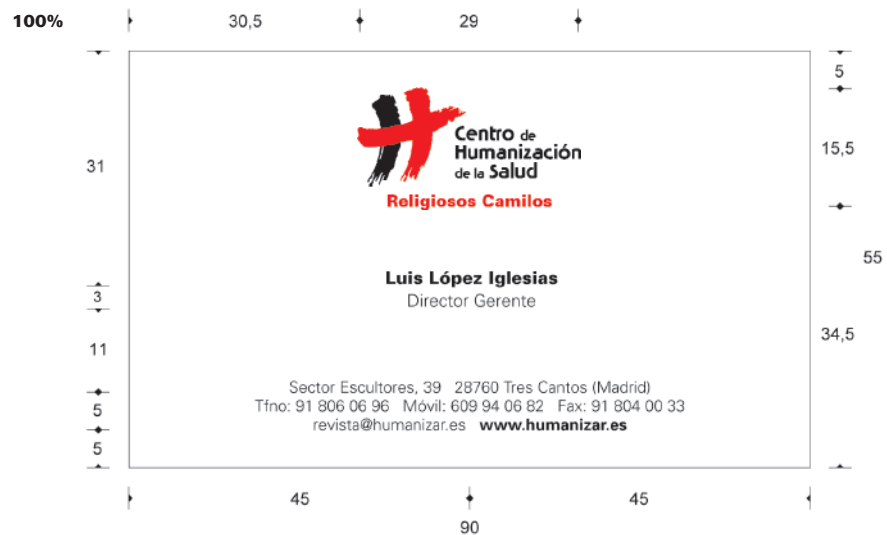 100%
30,5
29
5
Centro de
Humanización
de la Salud
15,5
31
Religiosos Camilos
55
Luis López Iglesias
3
Director Gerente
34,5
11
Sector Escultores, 39 28760 Tres Cantos (Madrid)
Tfno: 91 806 06 96 Móvil: 609 94 06 82 Fax: 91 804 00 33
5
revista@humanizar.es www.humanizar.es
5
45
45
90